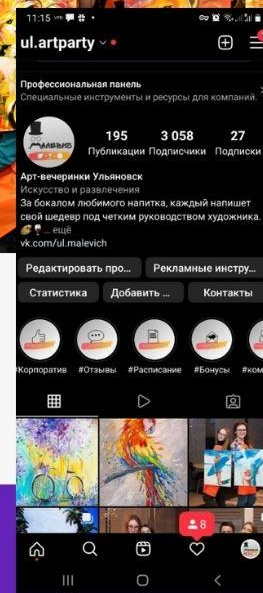 11:15
ul.artparty
Профессиональная панель
Специальные инструменты и ресурсы для компаний.
МАЛЕВИЧ
195 3 058 27
Публикации Подписчики Подписки
Арт-вечеринки Ульяновск
Искусство и развлечения
За бокалом любимого напитка, каждый напишет
свой шедевр под четким руководством художника.
... ещё
vk.com/ul.malevich
Редактировать про... Рекламные инстру...
Статистика Добавить ... Контакты
#Корпоратив #Отзывы #Расписание #Бонусы #ком
8